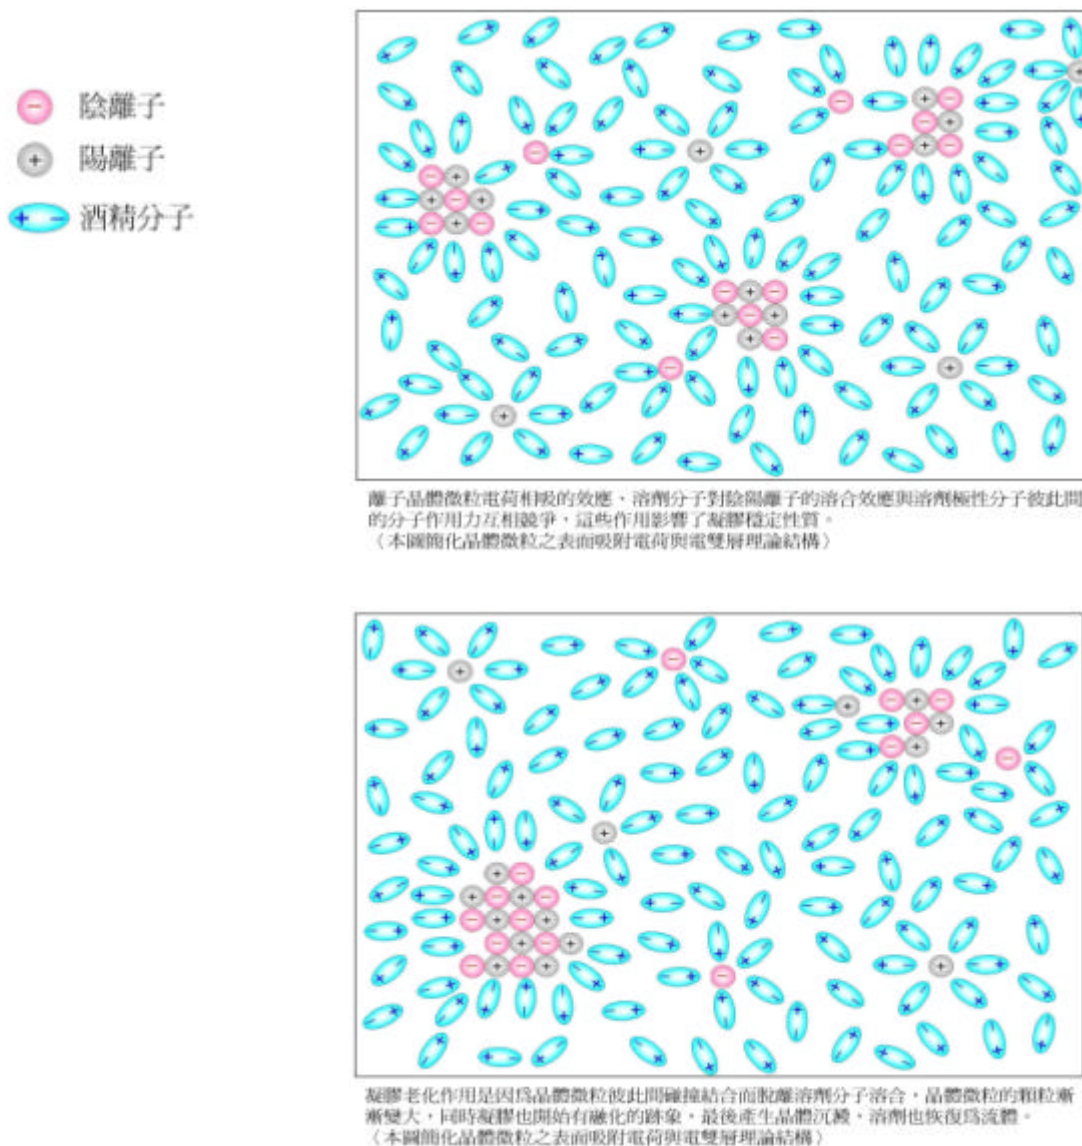 陰離子
陽離子
酒精分子
離子晶體微粒電荷相吸的效應、溶劑分子對陰陽離子的溶合效應與溶劑極性分子彼此間
的分子作用力互相競爭，這些作用影響了凝膠穩定性質。
〈本圖簡化晶體微粒之表面吸附電荷與電雙層理論結構〉
凝膠老化作用是因爲晶體微粒彼此間碰撞結合而脫離溶劑分子溶合，晶體微粒的顆粒漸
漸變大，同時凝膠也開始有融化的跡象，最後產生晶體沉澱，溶劑也恢復爲流體。
〈本圖簡化晶體微粒之表面吸附電荷與電雙層理論結構〉